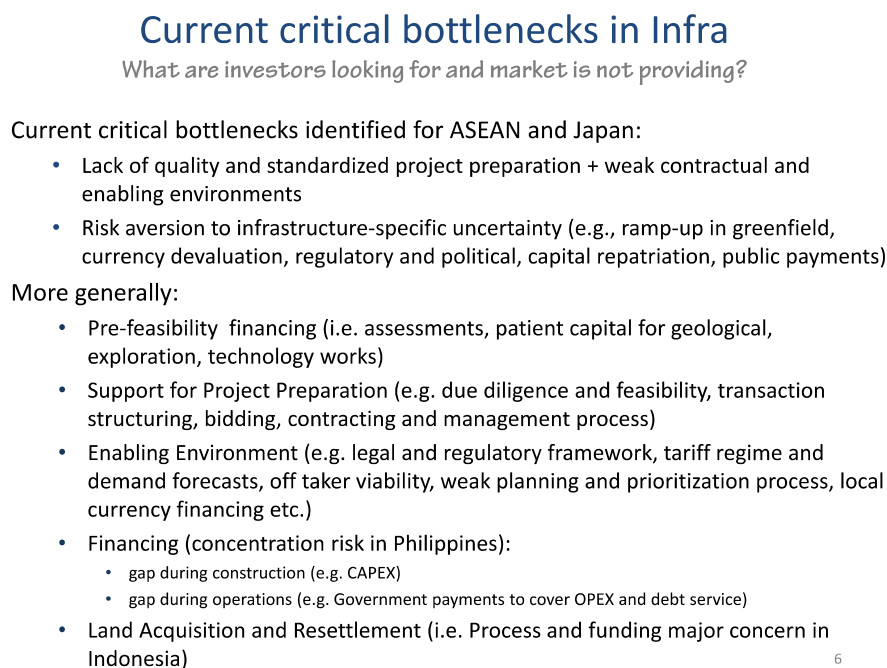 Current critical bottlenecks in Infra
What are investors looking for and market is not providing?
Current critical bottlenecks identified for ASEAN and Japan:
• Lack of quality and standardized project preparation + weak contractual and
enabling environments
• Risk aversion to infrastructure-specific uncertainty (e.g., ramp-up in greenfield,
currency devaluation, regulatory and political, capital repatriation, public payments)
More generally:
• Pre-feasibility financing (i.e. assessments, patient capital for geological,
exploration, technology works)
• Support for Project Preparation (e.g. due diligence and feasibility, transaction
structuring, bidding, contracting and management process)
• Enabling Environment (e.g. legal and regulatory framework, tariff regime and
demand forecasts, off taker viability, weak planning and prioritization process, local
currency financing etc.)
• Financing (concentration risk in Philippines):
• gap during construction (e.g. CAPEX)
• gap during operations (e.g. Government payments to cover OPEX and debt service)
• Land Acquisition and Resettlement (i.e. Process and funding major concern in
Indonesia)
6